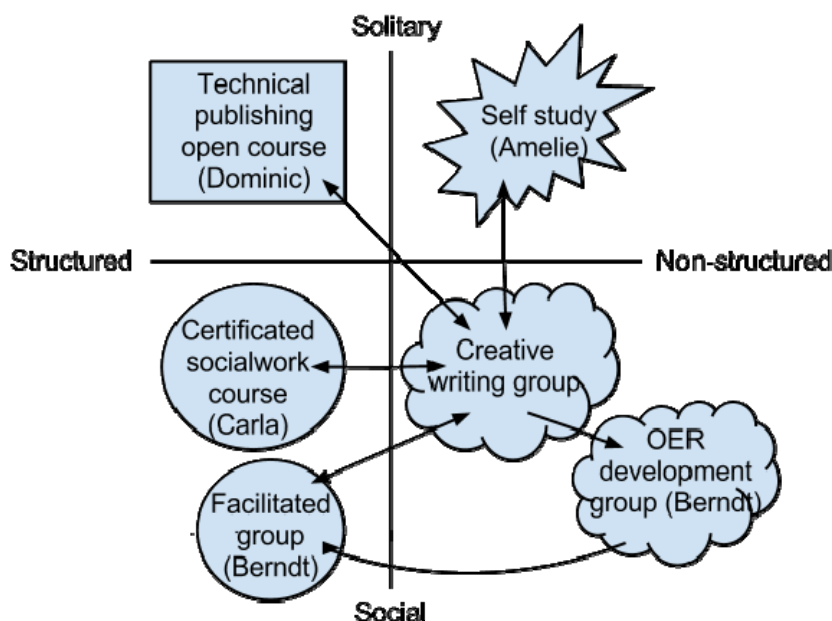 Solitary
Technical
publishing
open course
(Dominic)
Self study
(Amelie)
Structured
Non-structured
Certificated
socialwork
course
(Carla)
Creative
writing group
OER
development
group (Berndt)
Facilitated
group
(Berndt)
Social